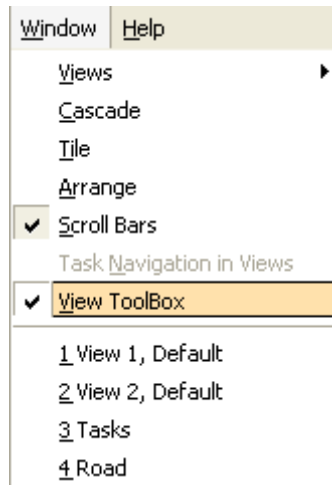 Window Help
Views
Cascade
Tile
Arrange
Scroll Bars
Task Navigation in Views
View ToolBox
1 View 1, Default
2 View 2, Default
3 Tasks
4 Road